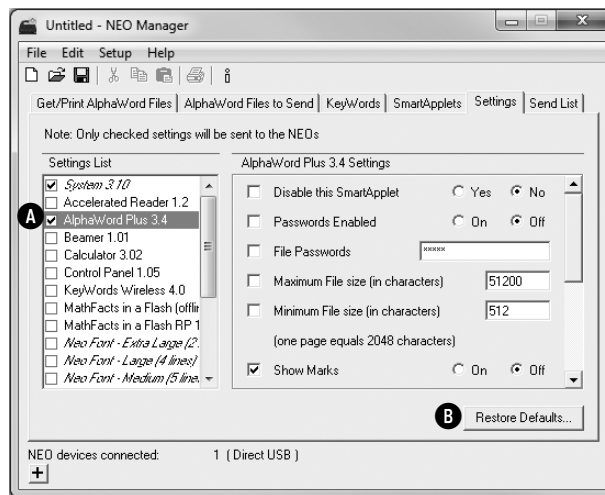 Untitled - NEO Manager
File Edit Setup Help
Get/Print AlphaWord Files AlphaWord Files to Send KeyWords SmartApplets Settings Send List
Note: Only checked settings will be sent to the NEOs
Settings List
System 3.10
Accelerated Reader 1.2
A
AlphaWord Plus 3.4
Beamer 1.01
Calculator 3.02
Control Panel 1.05
KeyWords Wireless 4.0
MathFacts in a Flash (offlin
MathFacts in a Flash RP 1
Neo Font - Extra Large (2
Neo Font - Large (4 lines)
Neo Font - Medium (5 line
AlphaWord Plus 3.4 Settings
Disable this SmartApplet Yes No
Passwords Enabled On Off
File Passwords *****
Maximum File size (in characters) 51200
Minimum File size (in characters) 512
(one page equals 2048 characters)
Show Marks On Off
B Restore Defaults...
NEO devices connected: 1 ( Direct USB )